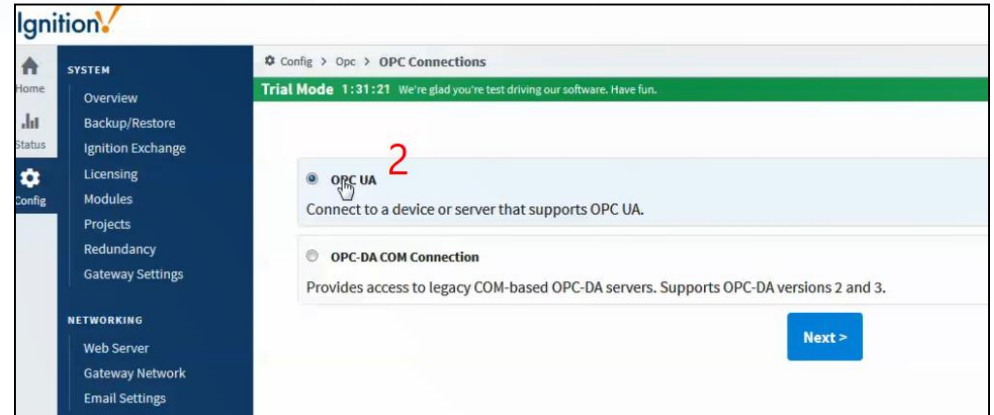 Ignition!
Home
Status
Config
SYSTEM
Overview
Backup/Restore
Ignition Exchange
Licensing
Modules
Projects
Redundancy
Gateway Settings
NETWORKING
Web Server
Gateway Network
Email Settings
Config > Opc > OPC Connections
Trial Mode 1:31:21 We're glad you're test driving our software. Have fun.
2
OPC UA
Connect to a device or server that supports OPC UA.
OPC-DA COM Connection
Provides access to legacy COM-based OPC-DA servers. Supports OPC-DA versions 2 and 3.
Next >